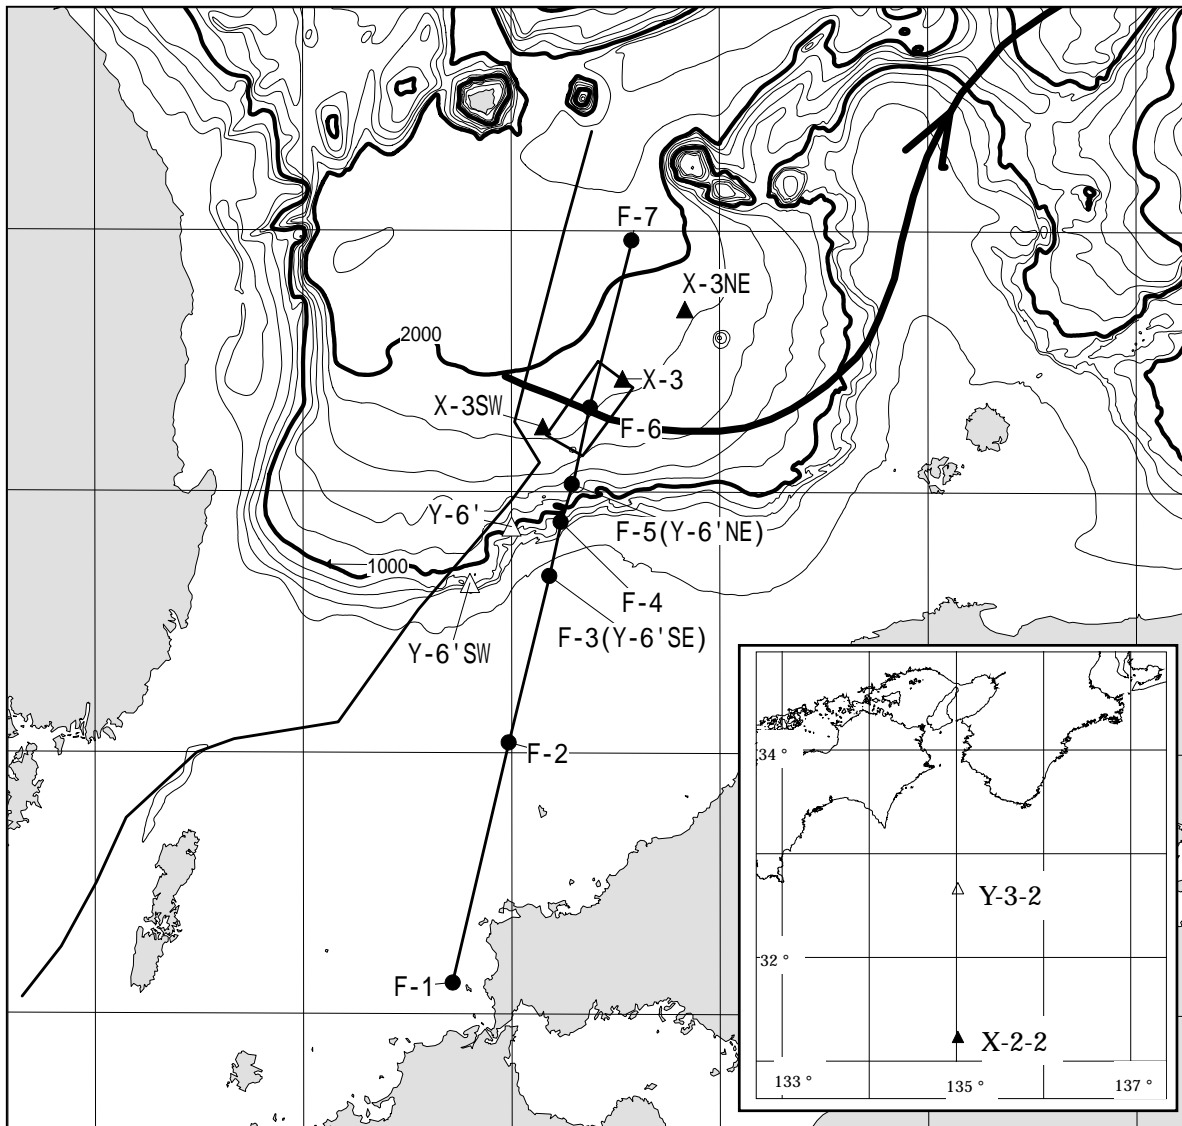 F-7
X-3NE
2000
X-3
X-3SW
F-6
Y-6'
F-5(Y-6'NE)
1000
F-4
F-3(Y-6'SE)
Y-6'SW
F-2
34 °
Y-3-2
32 °
F-1
X-2-2
133 °
135 °
137 °